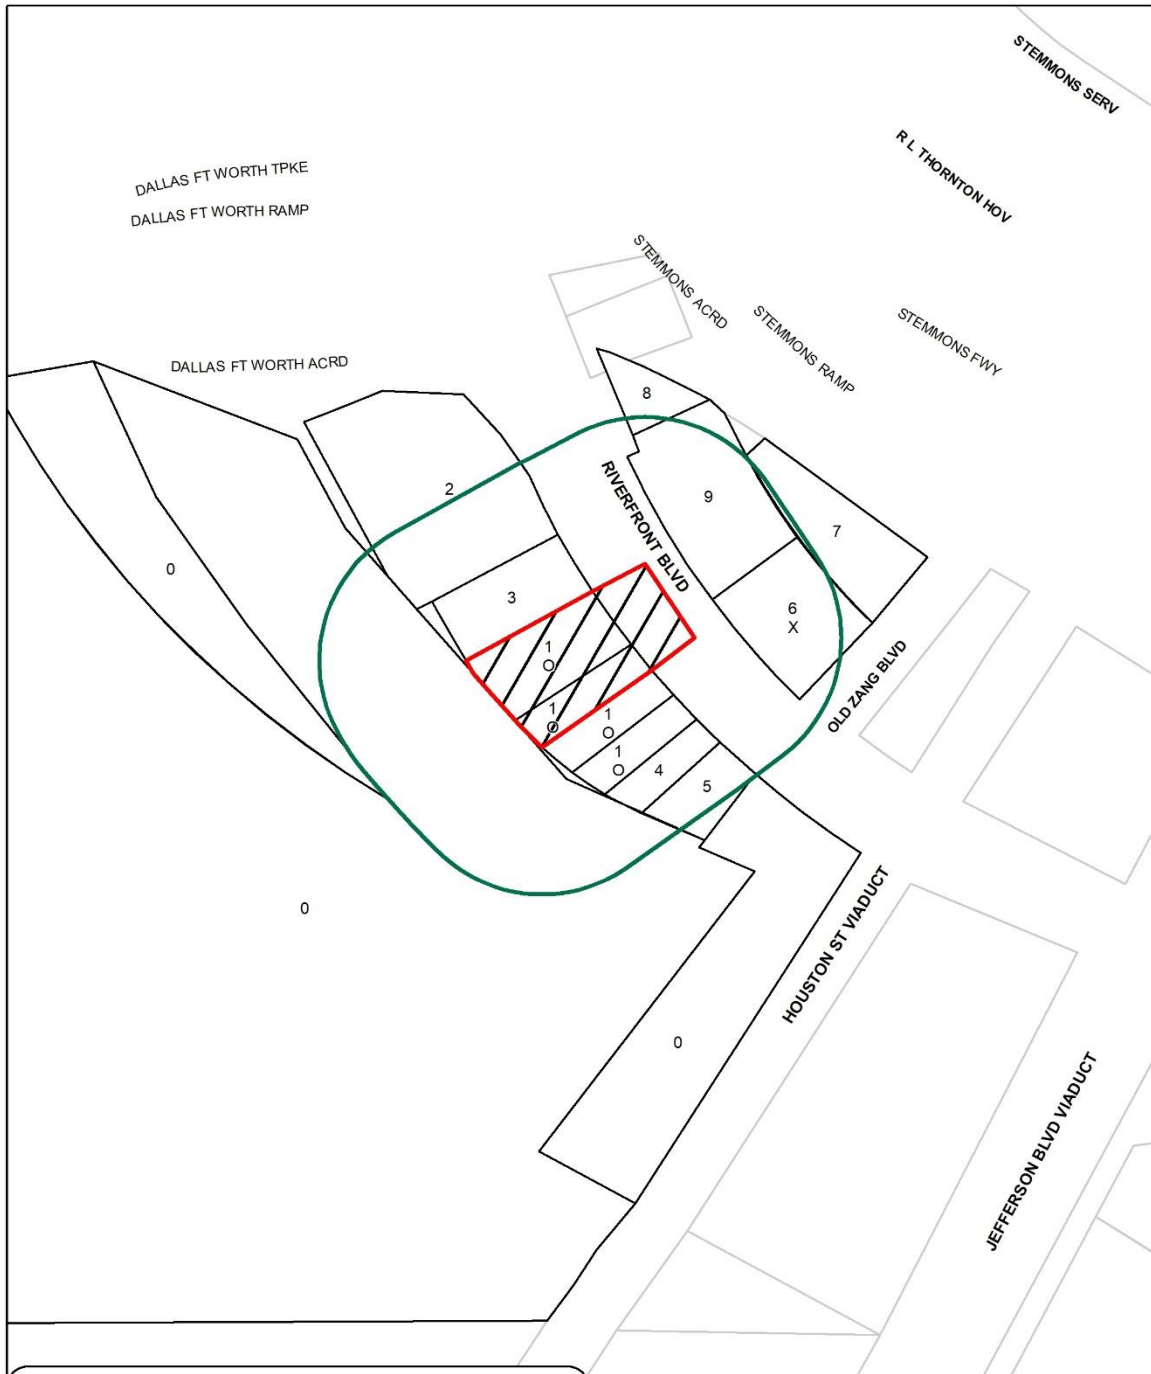 STEMMONS SERV
R L THORNTON HOV
DALLAS FT WORTH TPKE
DALLAS FT WORTH RAMP
STEMMONS ACRD
STEMMONS RAMP
STEMMONS FWY
DALLAS FT WORTH ACRD
8
RIVERFRONT BLVD
2
9
7
0
3
6
X
1
O
OLD ZANG BLVD
1
O
1
O
1
O
4
5
0
HOUSTON ST VIADUCT
0
JEFFERSON BLVD VIADUCT